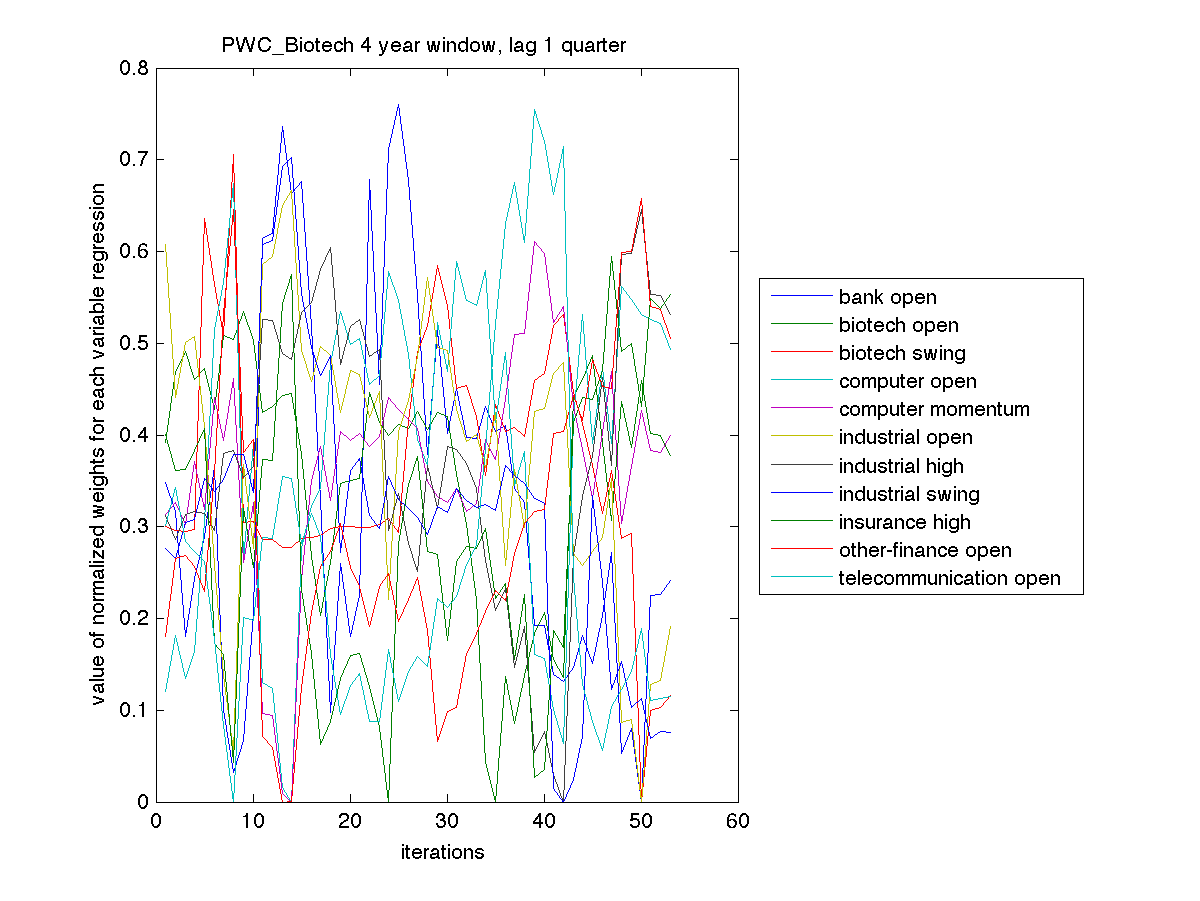 PWC_Biotech 4 year window, lag 1 quarter
value of normalized weights for each variable regression
0.8
0.7
0.6
0.5
0.4
0.3
0.2
0.1
0
0 10 20 30 40 50 60
iterations
bank open
biotech open
biotech swing
computer open
computer momentum
industrial open
industrial high
industrial swing
insurance high
other-finance open
telecommunication open